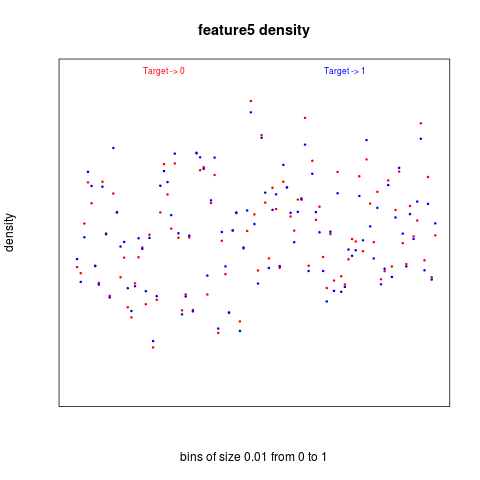 feature5 density
Target -> 0
Target -> 1
density
bins of size 0.01 from 0 to 1